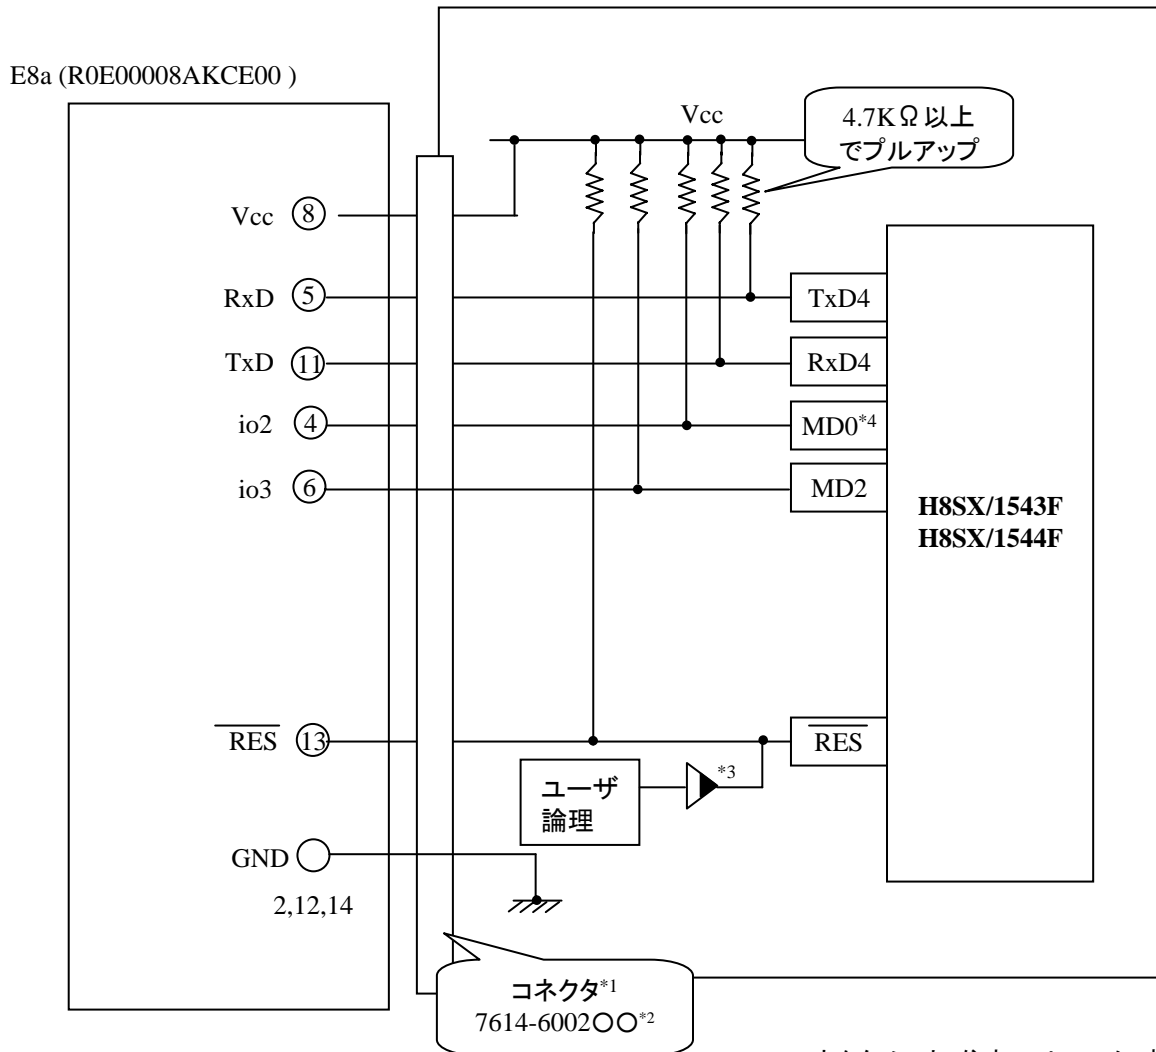 E8a (R0E00008AKCE00 )
Vcc
4.7KΩ以上
でプルアップ
Vcc 8
RxD 5
TxD4
TxD 11
RxD4
io2 4
MD0*4
io3 6
MD2
H8SX/1543F
H8SX/1544F
RES 13
RES
*3
ユーザ
論理
GND
2,12,14
コネクタ*1
7614-6002○○*2